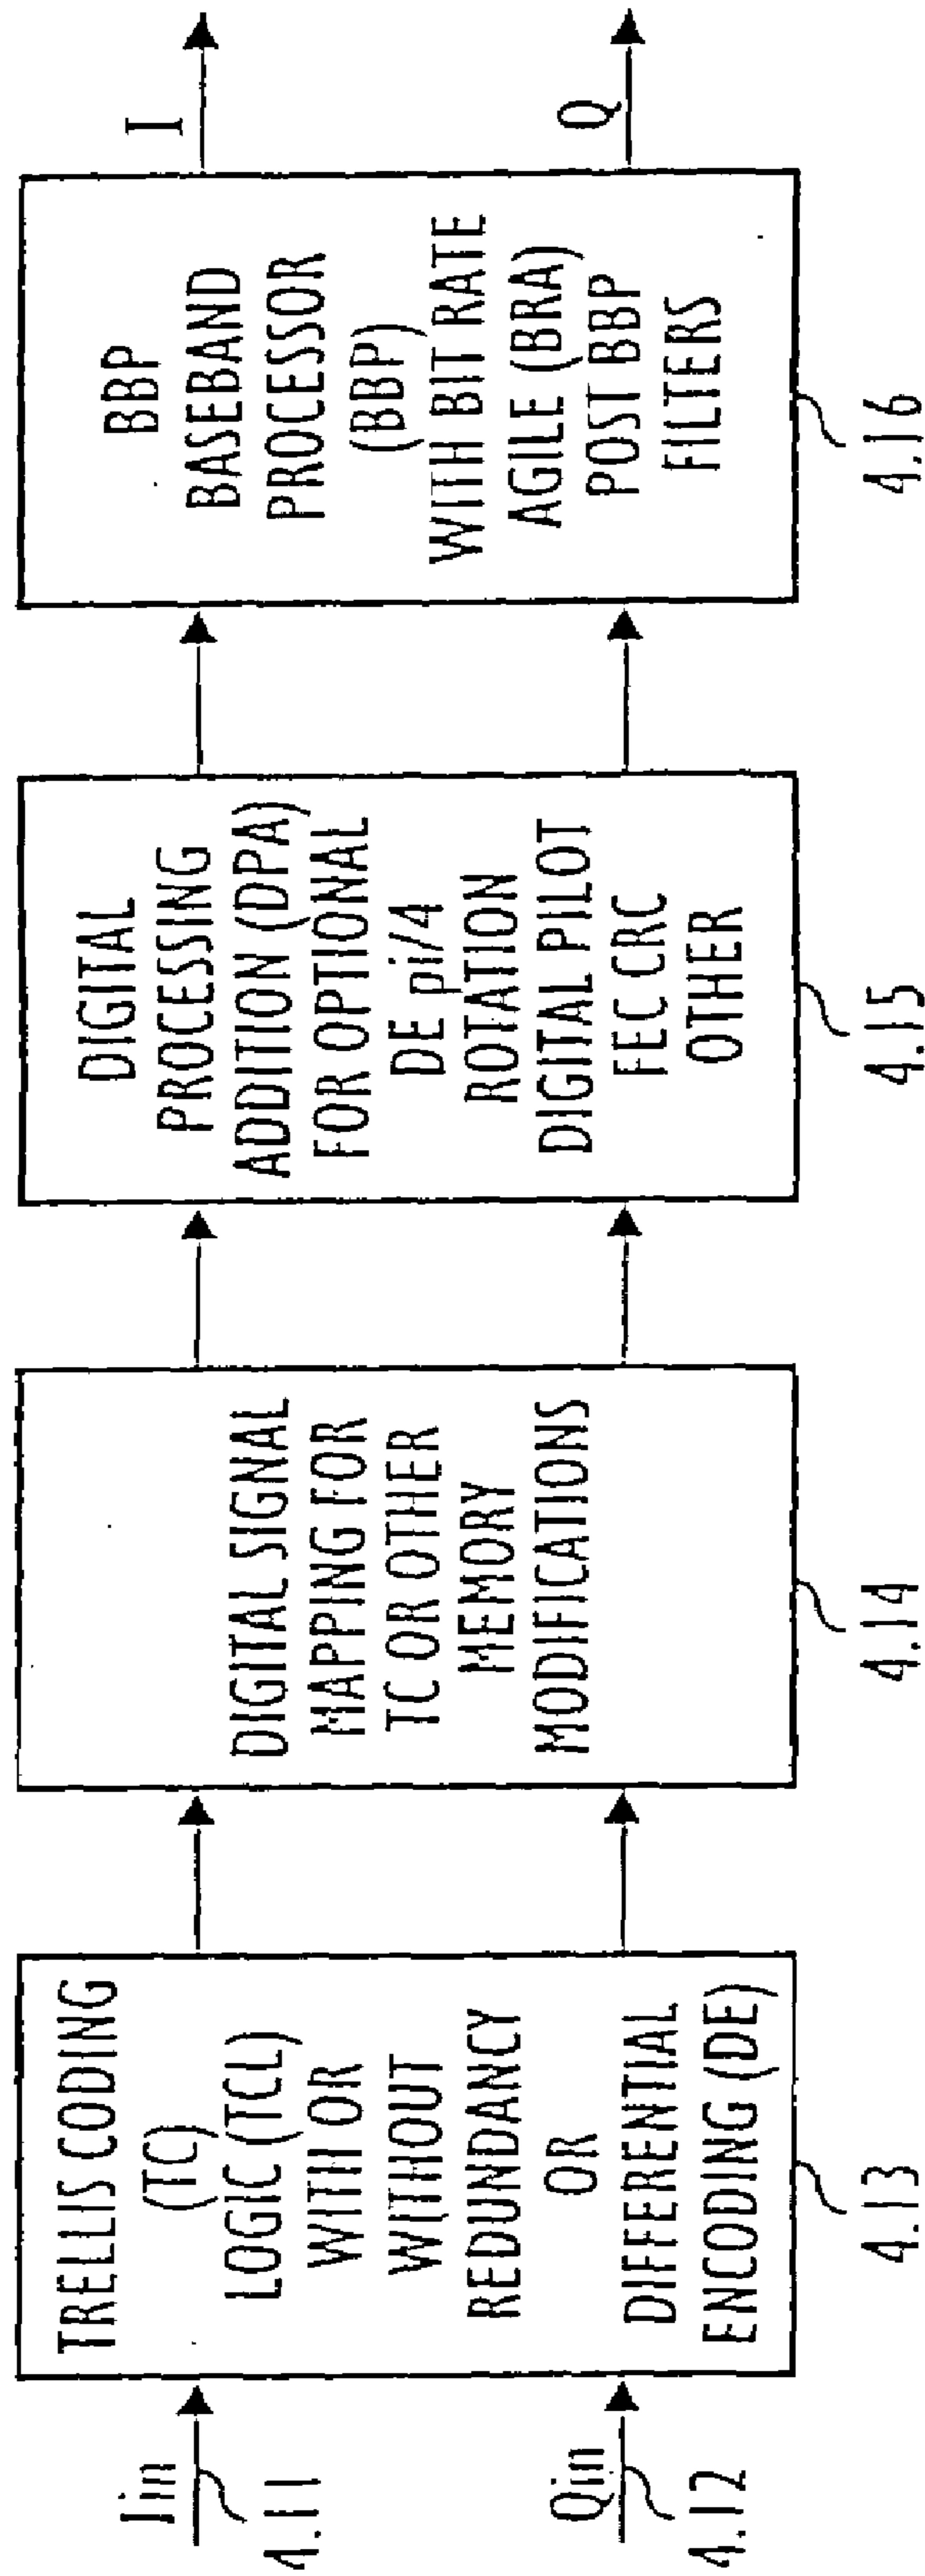 Iin
4.11
Qin
4.12
TRELLIS CODING
(TC)
LOGIC (TCL)
WITH OR
WITHOUT
REDUNDANCY
OR
DIFFERENTIAL
ENCODING (DE)
4.13
DIGITAL SIGNAL
MAPPING FOR
TC OR OTHER
MEMORY
MODIFICATIONS
4.14
DIGITAL
PROCESSING
ADDITION (DPA)
FOR OPTIONAL
DE pi/4
ROTATION
DIGITAL PILOT
FEC CRC
OTHER
4.15
BBP
BASEBAND
PROCESSOR
(BBP)
WITH BIT RATE
AGILE (BRA)
POST BBP
FILTERS
4.16
I
Q